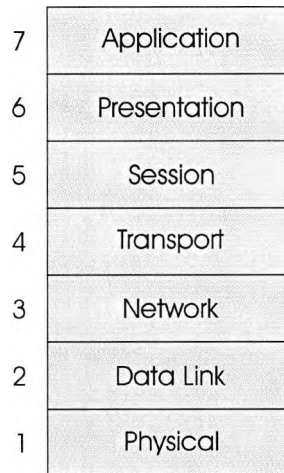 7 Application
6 Presentation
5 Session
4 Transport
3 Network
2 Data Link
1 Physical